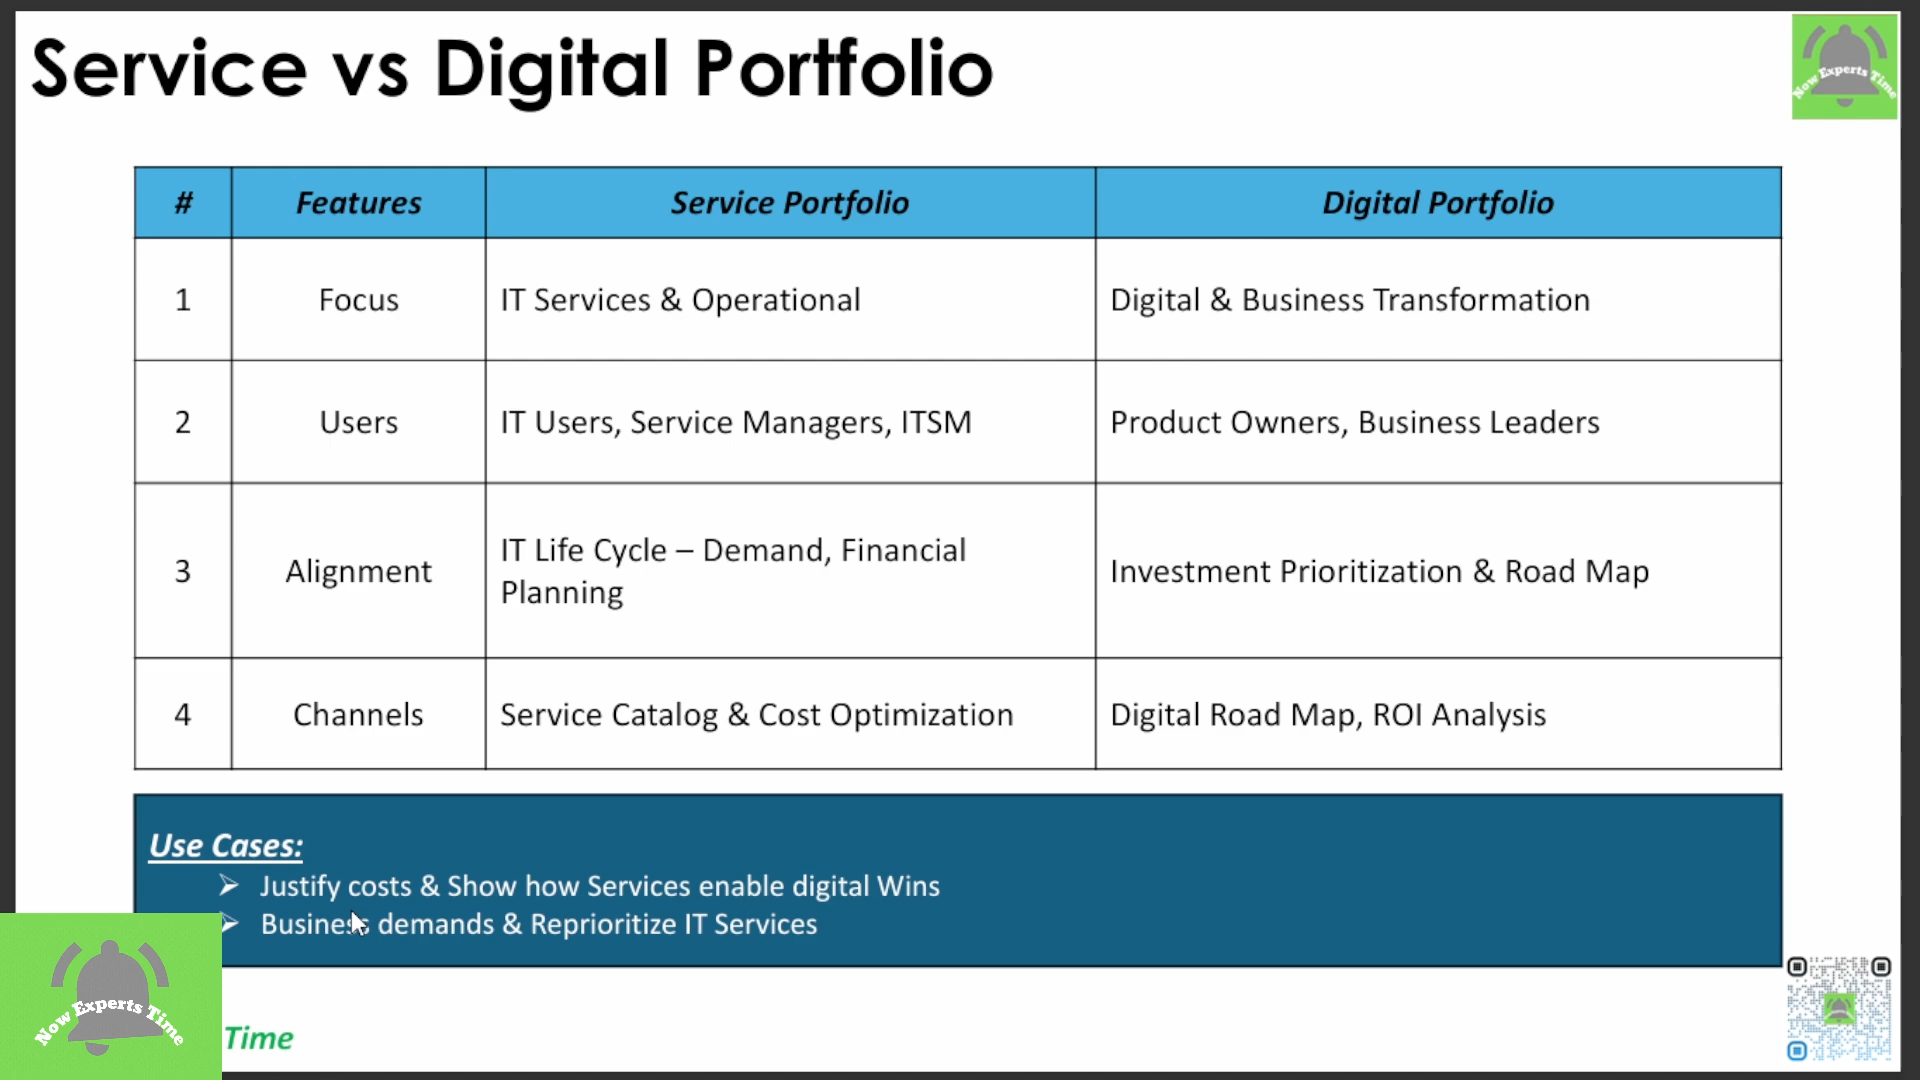 Service vs Digital Portfolio
Now Experts Time
# Features Service Portfolio Digital Portfolio
1 Focus IT Services & Operational Digital & Business Transformation
2 Users IT Users, Service Managers, ITSM Product Owners, Business Leaders
3 Alignment IT Life Cycle – Demand, Financial
Planning Investment Prioritization & Road Map
4 Channels Service Catalog & Cost Optimization Digital Road Map, ROI Analysis
Use Cases:
Justify costs & Show how Services enable digital Wins
Business demands & Reprioritize IT Services
Now Experts Time
Time